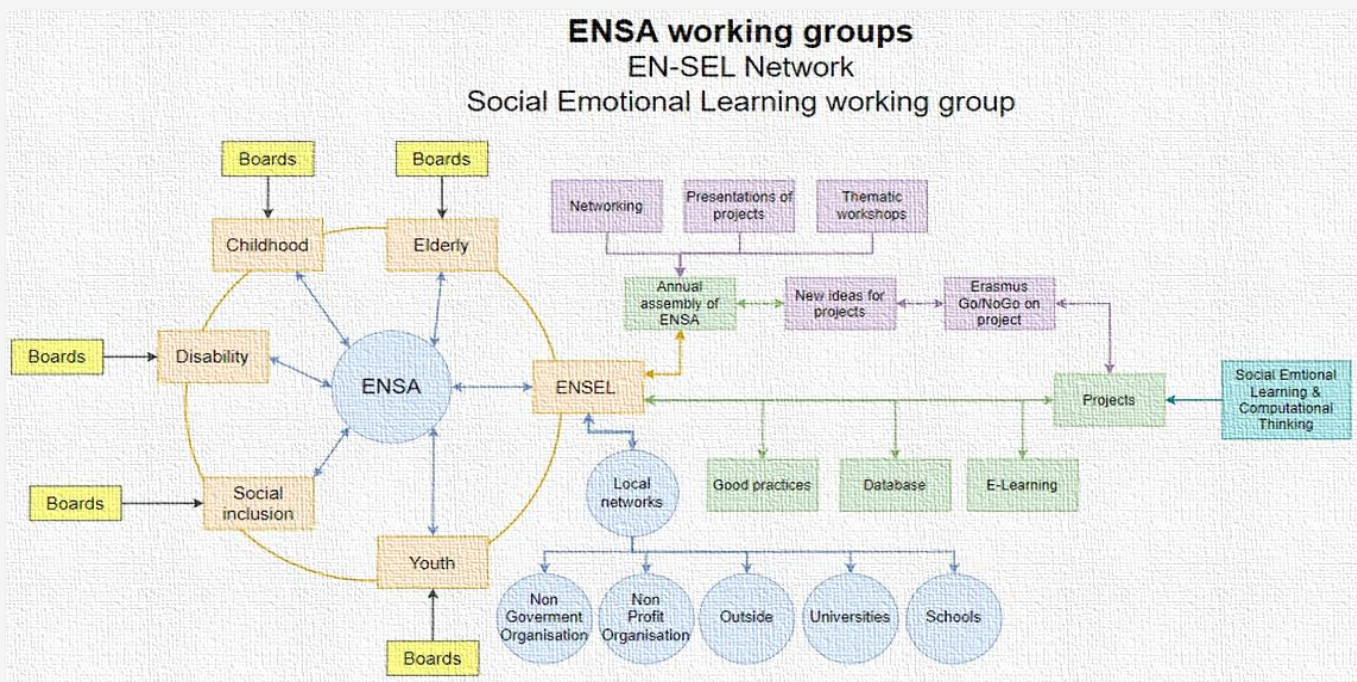 ENSA working groups
EN-SEL Network
Social Emotional Learning working group
Boards
Boards
Childhood
Elderly
Boards
Disability
ENSA
Boards
Social
inclusion
Youth
Boards
ENSEL
Networking
Presentations of
projects
Thematic
workshops
Annual
assembly of
ENSA
New ideas for
projects
Erasmus
Go/NoGo on
project
Projects
Social Emtional
Learning &
Computational
Thinking
Good practices
Database
E-Learning
Local
networks
Non
Goverment
Organisation
Non
Profit
Organisation
Outside
Universities
Schools